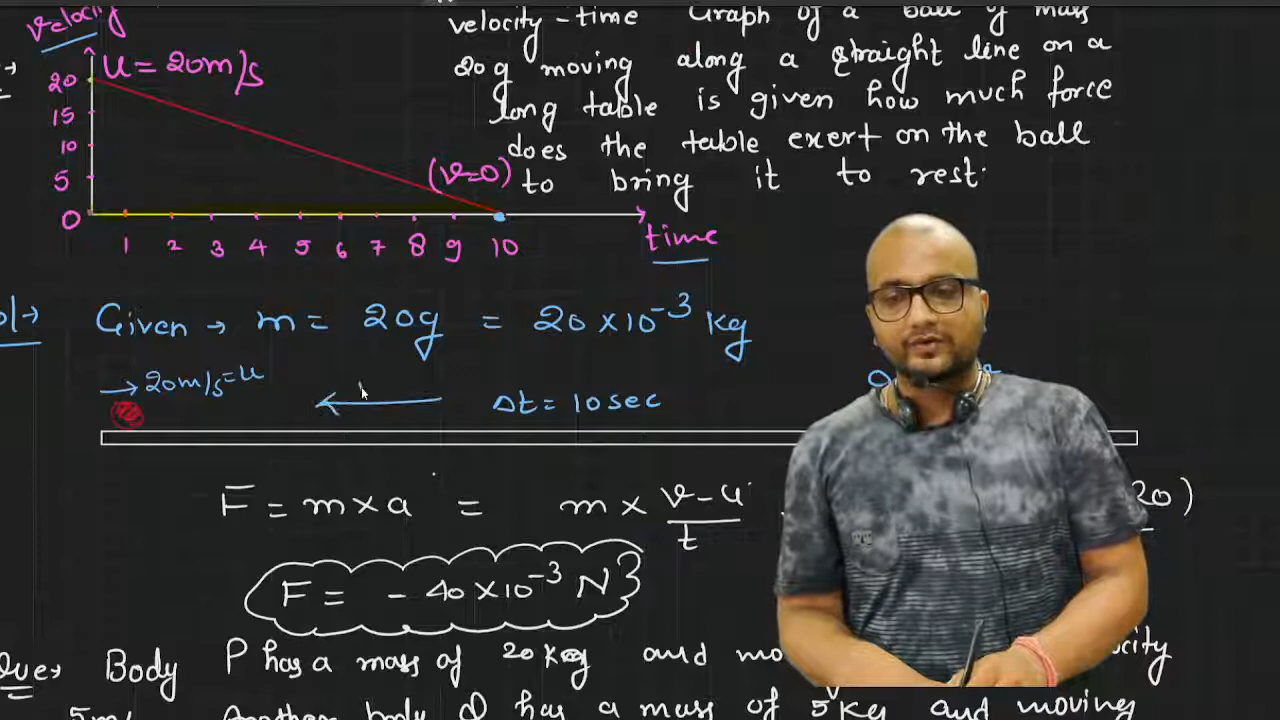 velocity
U = 20m/s
20
15
10
5
0
(v=0)
1 2 3 4 5 6 7 8 9 10
time
velocity-time Graph of a ball of mass
20g moving along a straight line on a
long table is given how much force
does the table exert on the ball
to bring it to rest.
Given → m = 20g = 20 × 10⁻³ kg
→ 20m/s = u
Δt = 10sec
F = m × a = m × (v-u)/t
20)
F = - 40 × 10⁻³ N
Que → Body P has a mass of 20 kg and
5m/ Another body Q has a mass of 5kg and moving